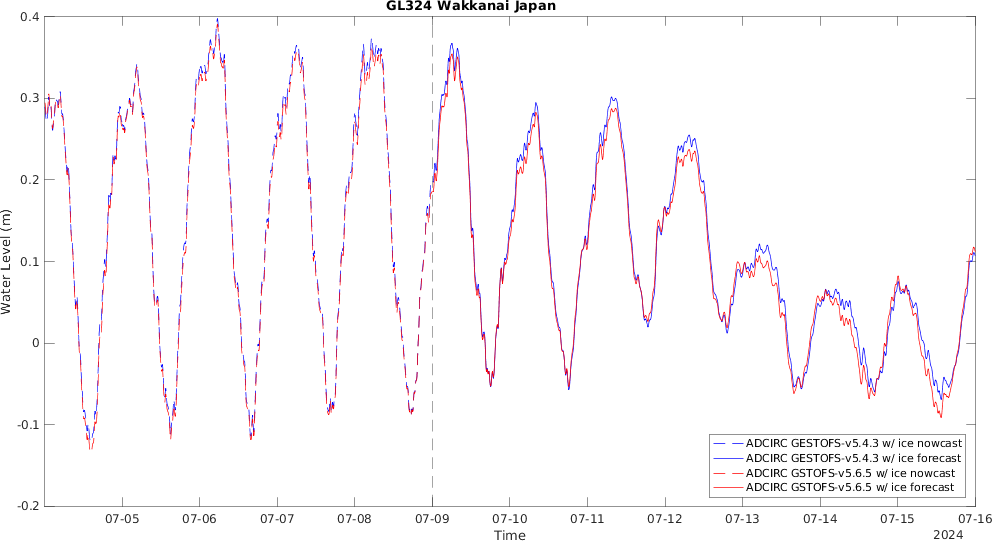 GL324 Wakkanai Japan
0.4
0.3
0.2
0.1
0
-0.1
-0.2
Water Level (m)
07-05 07-06 07-07 07-08 07-09 07-10 07-11 07-12 07-13 07-14 07-15 07-16
Time
2024
ADCIRC GESTOFS-v5.4.3 w/ ice nowcast
ADCIRC GESTOFS-v5.4.3 w/ ice forecast
ADCIRC GSTOFS-v5.6.5 w/ ice nowcast
ADCIRC GSTOFS-v5.6.5 w/ ice forecast